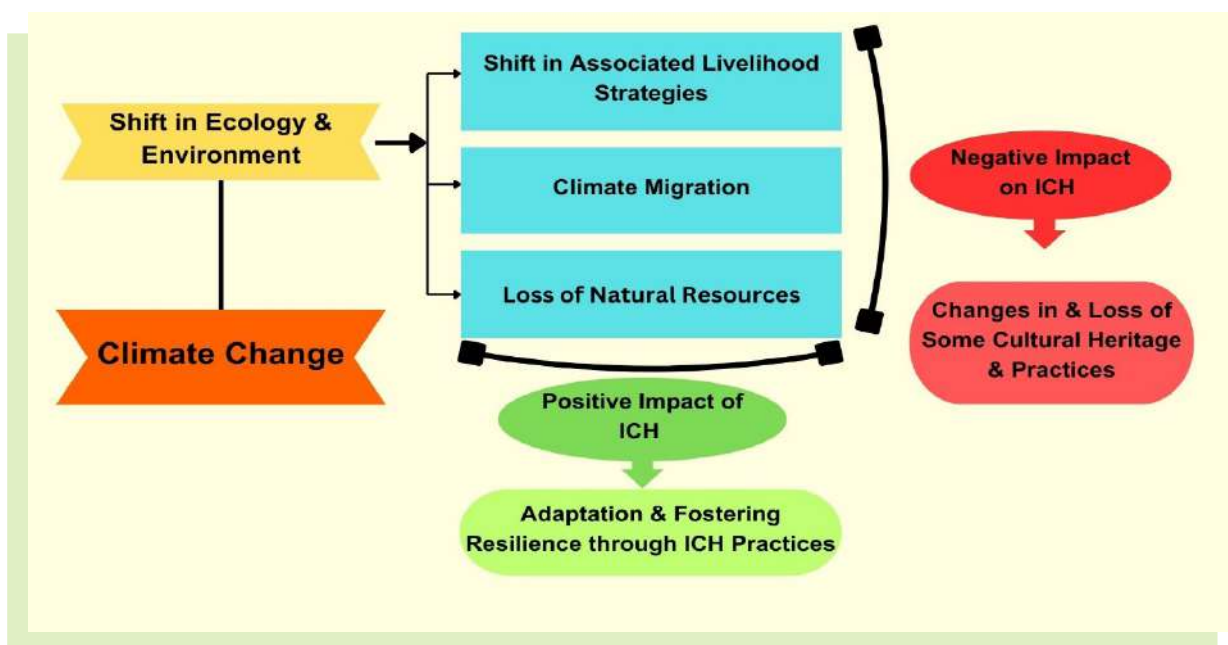 Shift in Ecology &
Environment
Climate Change
Shift in Associated Livelihood
Strategies
Climate Migration
Loss of Natural Resources
Negative Impact
on ICH
Changes in & Loss of
Some Cultural Heritage
& Practices
Positive Impact of
ICH
Adaptation & Fostering
Resilience through ICH Practices